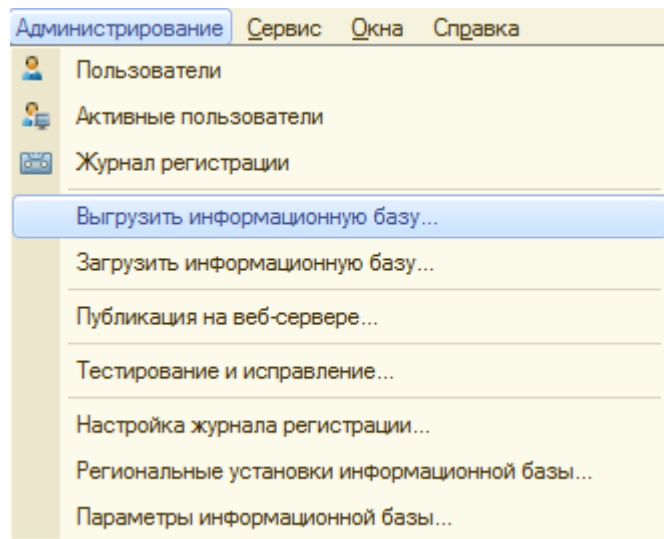 Администрирование Сервис Окна Справка
Пользователи
Активные пользователи
Журнал регистрации
Выгрузить информационную базу...
Загрузить информационную базу...
Публикация на веб-сервере...
Тестирование и исправление...
Настройка журнала регистрации...
Региональные установки информационной базы...
Параметры информационной базы...